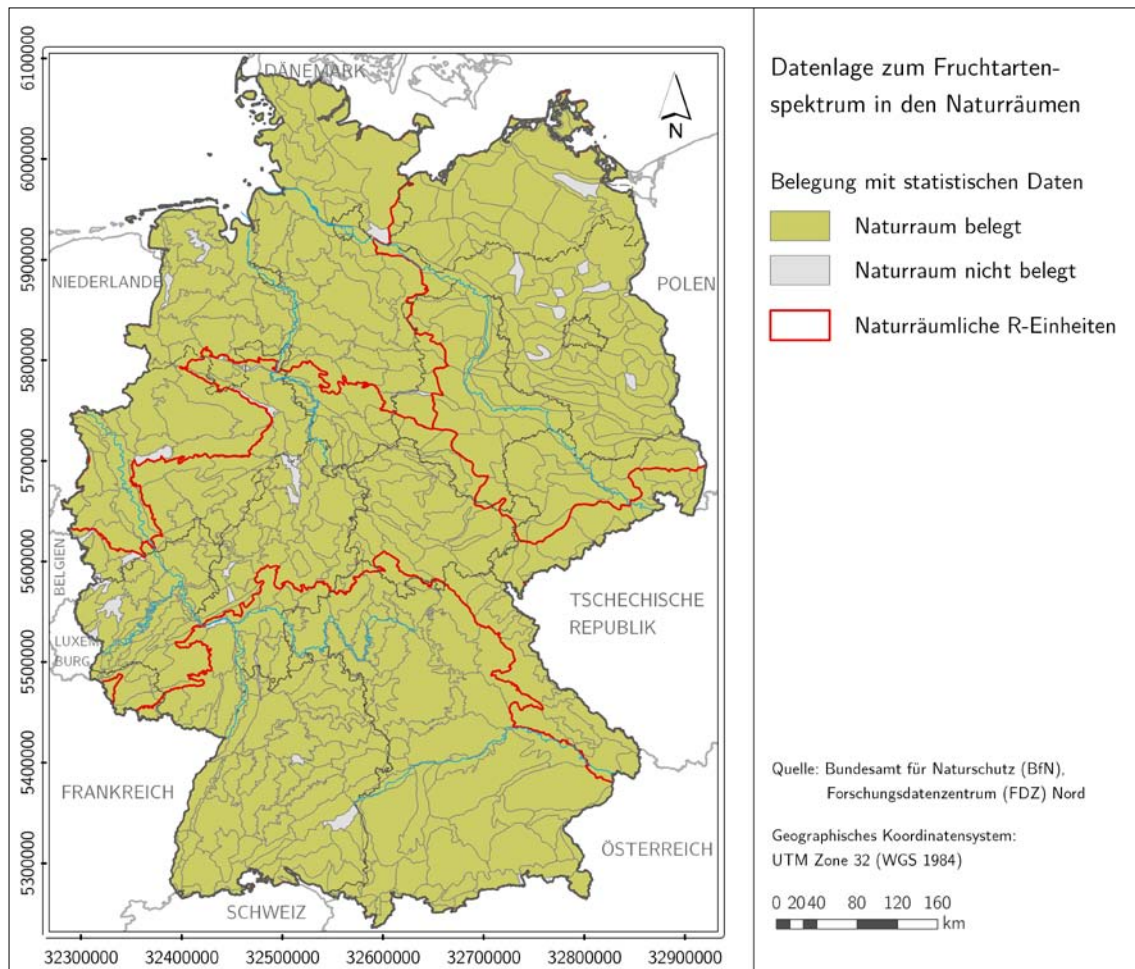 Datenlage zum Fruchtarten-
spektrum in den Naturräumen
Belegung mit statistischen Daten
Naturraum belegt
Naturraum nicht belegt
Naturräumliche R-Einheiten
Quelle: Bundesamt für Naturschutz (BfN),
Forschungsdatenzentrum (FDZ) Nord
Geographisches Koordinatensystem:
UTM Zone 32 (WGS 1984)
0 20 40 80 120 160
km
DÄNEMARK
N
NIEDERLANDE
POLEN
BELGIEN
LUXEM
BURG
TSCHECHISCHE
REPUBLIK
FRANKREICH
ÖSTERREICH
SCHWEIZ
6100000
6000000
5900000
5800000
5700000
5600000
5500000
5400000
5300000
32300000 32400000 32500000 32600000 32700000 32800000 32900000